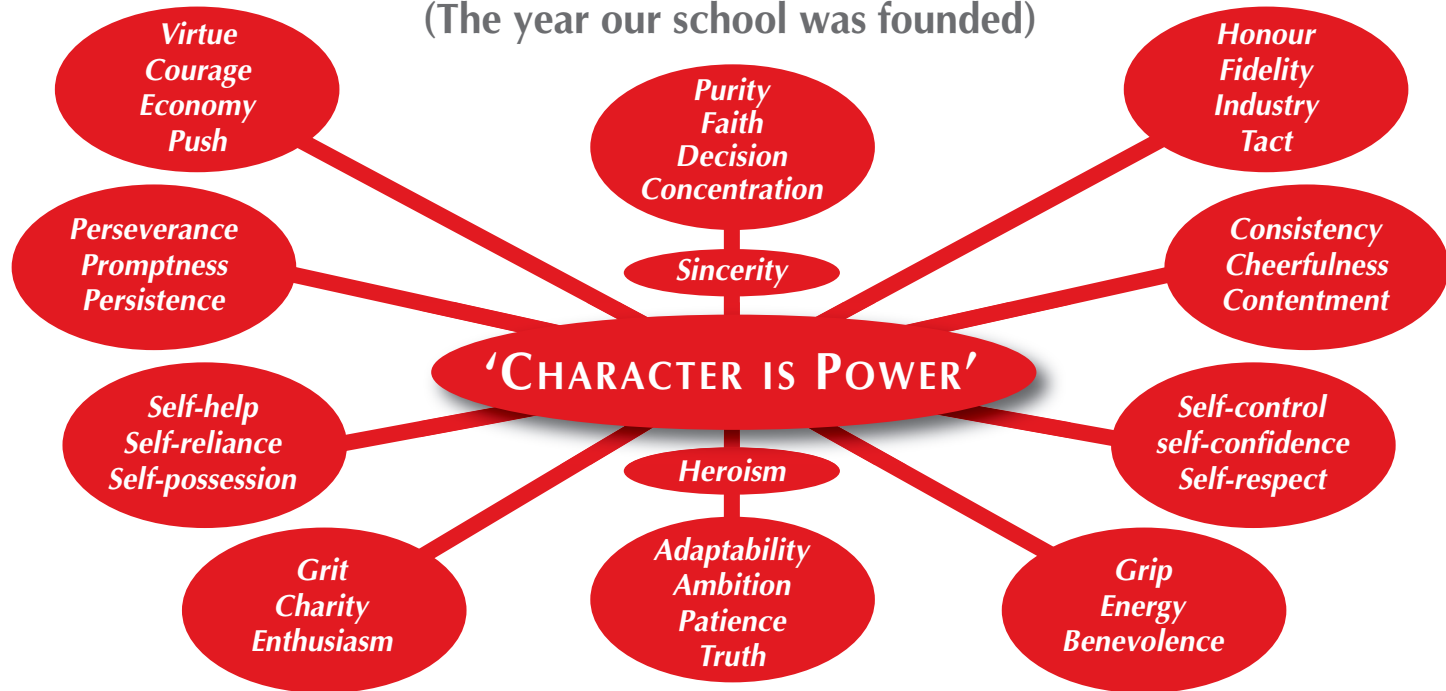 (The year our school was founded)
Virtue
Courage
Economy
Push
Purity
Faith
Decision
Concentration
Honour
Fidelity
Industry
Tact
Perseverance
Promptness
Persistence
Sincerity
Consistency
Cheerfulness
Contentment
'CHARACTER IS POWER'
Self-help
Self-reliance
Self-possession
Heroism
Self-control
self-confidence
Self-respect
Grit
Charity
Enthusiasm
Adaptability
Ambition
Patience
Truth
Grip
Energy
Benevolence